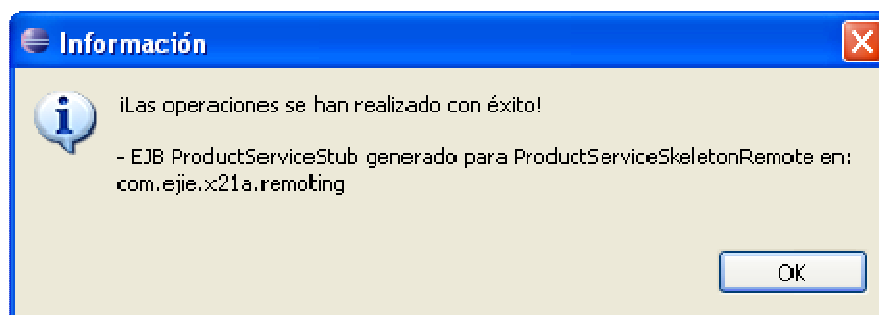 Información
¡Las operaciones se han realizado con éxito!
- EJB ProductServiceStub generado para ProductServiceSkeletonRemote en:
com.ejie.x21a.remoting
OK